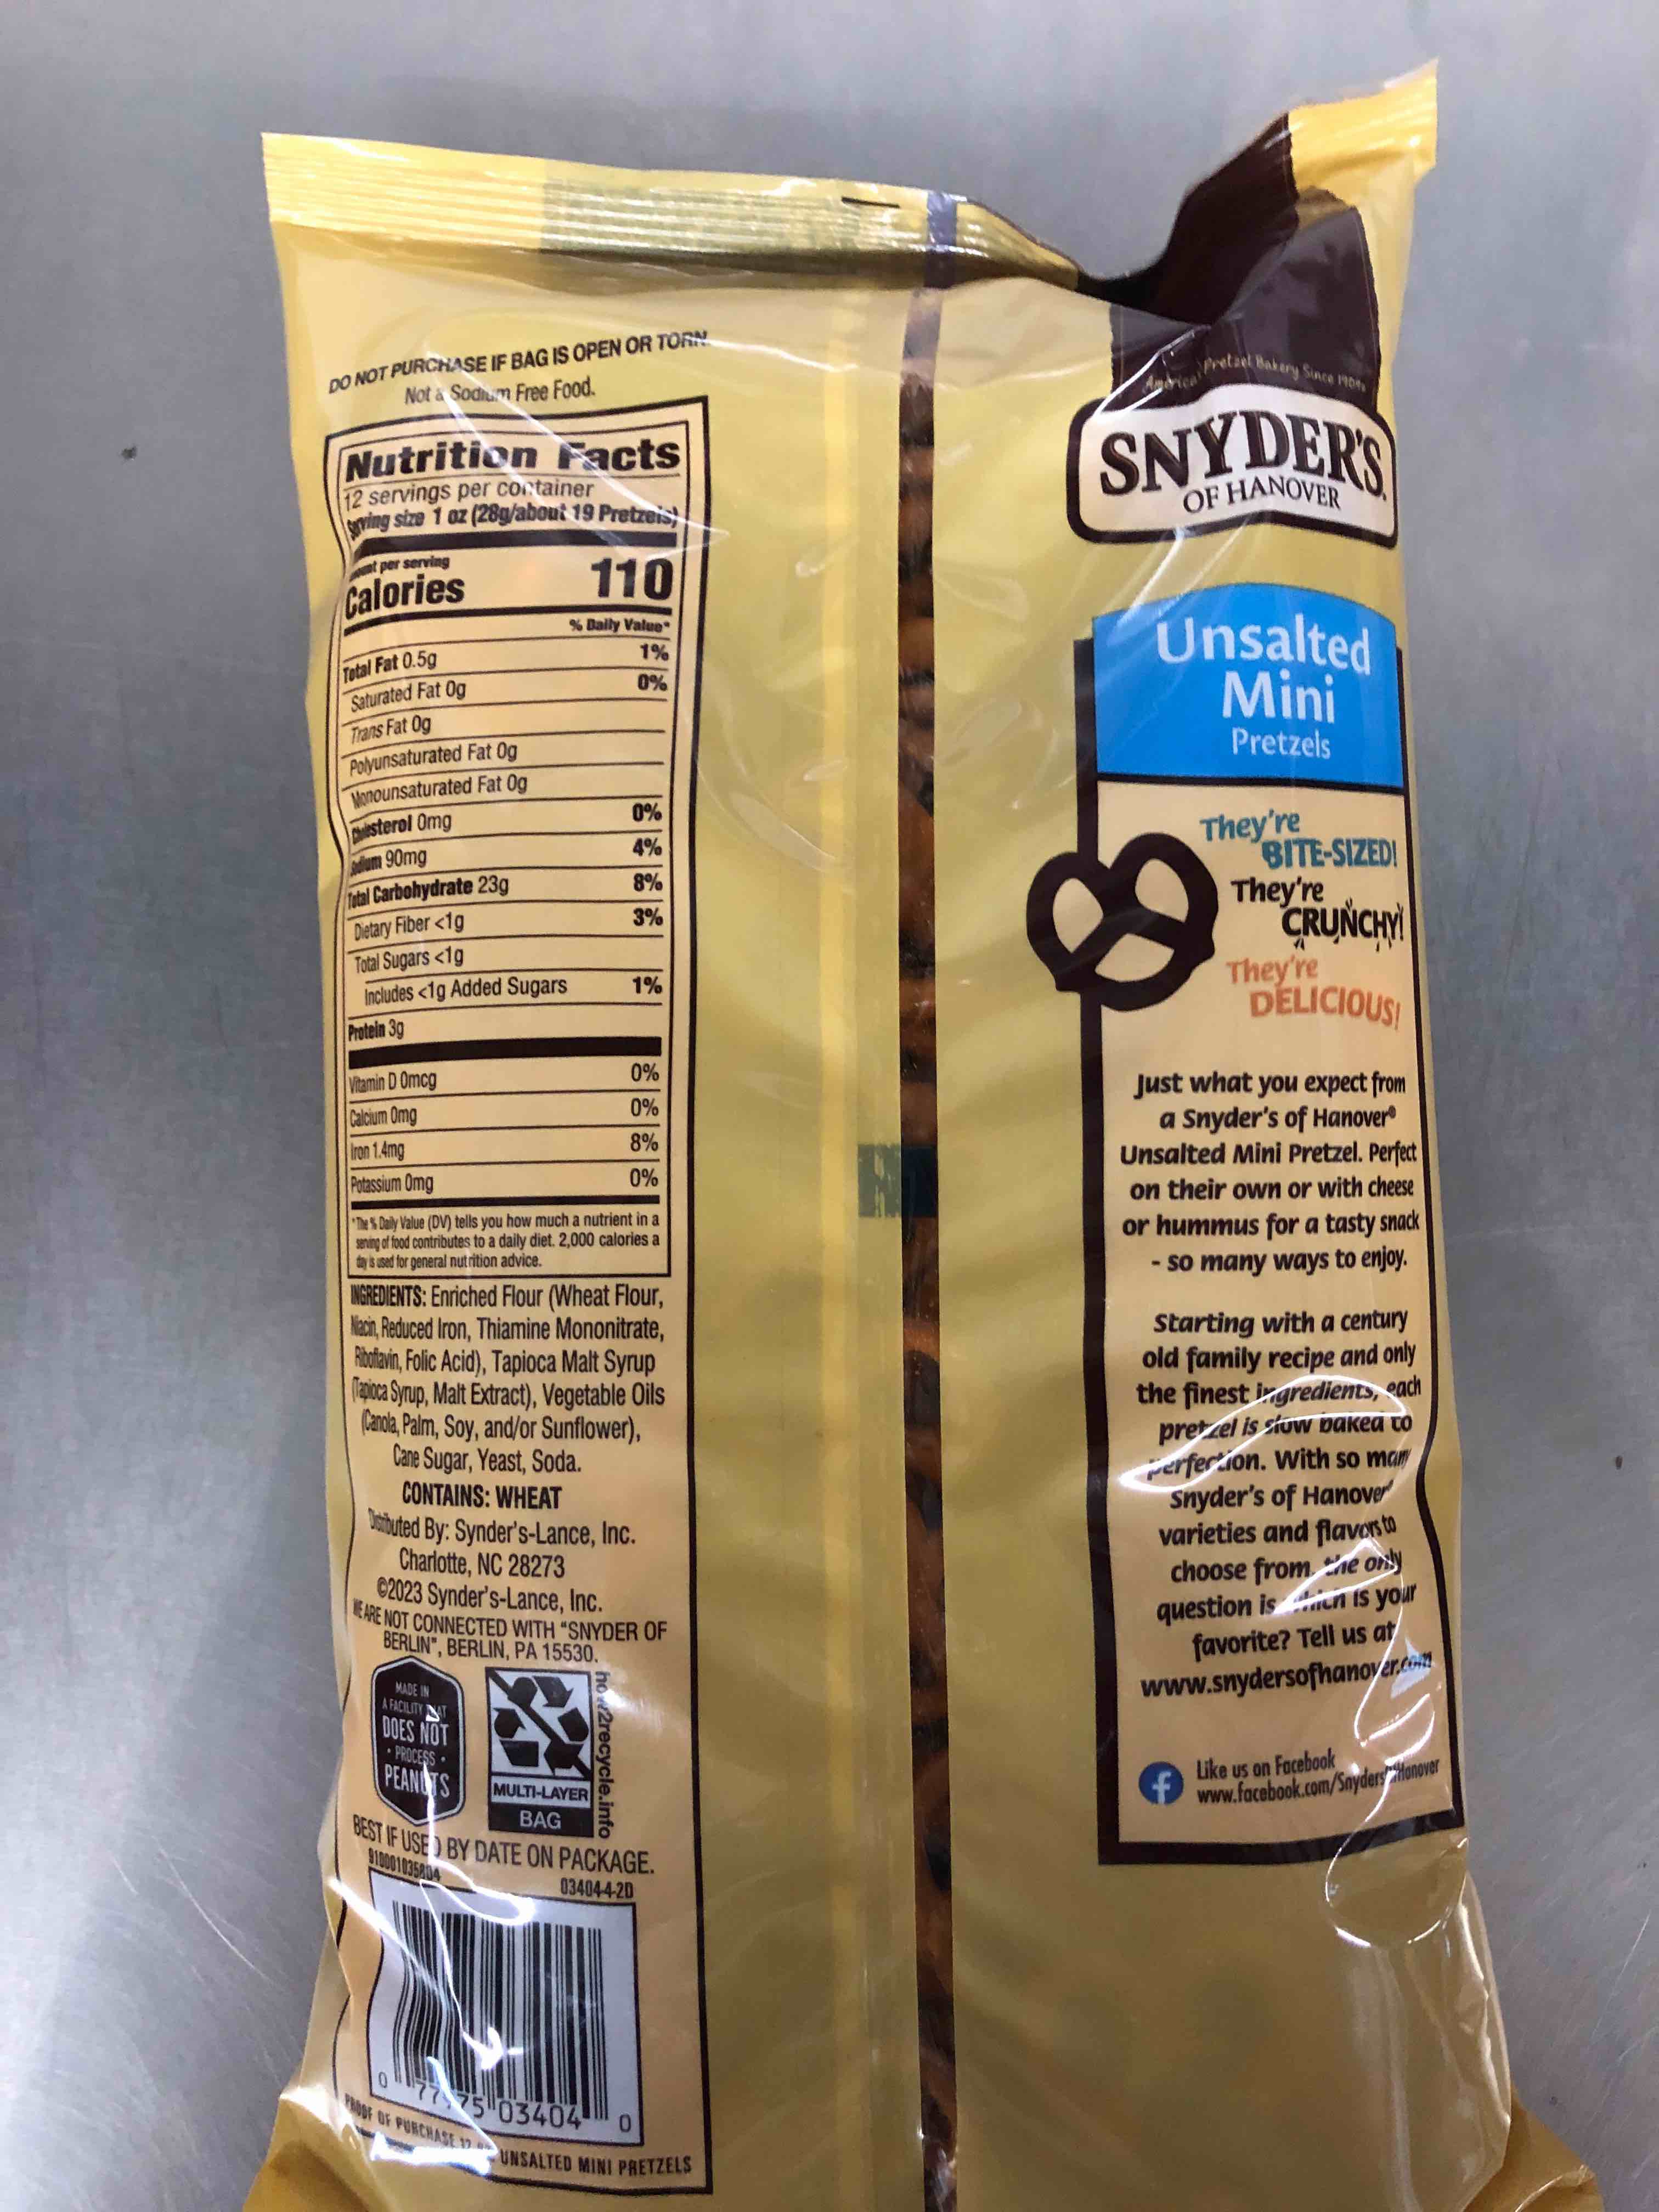 DO NOT PURCHASE IF BAG IS OPEN OR TORN.
Not a Sodium Free Food.
Nutrition Facts
12 servings per container
Serving size 1 oz (28g/about 19 Pretzels)
Amount per serving
Calories 110
% Daily Value*
Total Fat 0.5g 1%
Saturated Fat 0g 0%
Trans Fat 0g
Polyunsaturated Fat 0g
Monounsaturated Fat 0g
Cholesterol 0mg 0%
Sodium 90mg 4%
Total Carbohydrate 23g 8%
Dietary Fiber <1g 3%
Total Sugars <1g
Includes <1g Added Sugars 1%
Protein 3g
Vitamin D 0mcg 0%
Calcium 0mg 0%
Iron 1.4mg 8%
Potassium 0mg 0%
*The % Daily Value (DV) tells you how much a nutrient in a
serving of food contributes to a daily diet. 2,000 calories a
day is used for general nutrition advice.
INGREDIENTS: Enriched Flour (Wheat Flour,
Niacin, Reduced Iron, Thiamine Mononitrate,
Riboflavin, Folic Acid), Tapioca Malt Syrup
(Tapioca Syrup, Malt Extract), Vegetable Oils
(Canola, Palm, Soy, and/or Sunflower),
Cane Sugar, Yeast, Soda.
CONTAINS: WHEAT
Distributed By: Synder's-Lance, Inc.
Charlotte, NC 28273
©2023 Synder's-Lance, Inc.
WE ARE NOT CONNECTED WITH "SNYDER OF
BERLIN", BERLIN, PA 15530.
MADE IN
A FACILITY THAT
DOES NOT
• PROCESS •
PEANUTS
MULTI-LAYER
BAG
how2recycle.info
BEST IF USED BY DATE ON PACKAGE.
910001035804
03404-4-2D
0 77975 03404 0
PROOF OF PURCHASE 12 UNSALTED MINI PRETZELS
America's Pretzel Bakery Since 1909
SNYDER'S
OF HANOVER
Unsalted
Mini
Pretzels
They're
BITE-SIZED!
They're
CRUNCHY!
They're
DELICIOUS!
Just what you expect from
a Snyder's of Hanover®
Unsalted Mini Pretzel. Perfect
on their own or with cheese
or hummus for a tasty snack
- so many ways to enjoy.
Starting with a century
old family recipe and only
the finest ingredients, each
pretzel is slow baked to
perfection. With so many
Snyder's of Hanover®
varieties and flavors to
choose from, the only
question is which is your
favorite? Tell us at
www.snydersofhanover.com
Like us on Facebook
www.facebook.com/SnydersofHanover